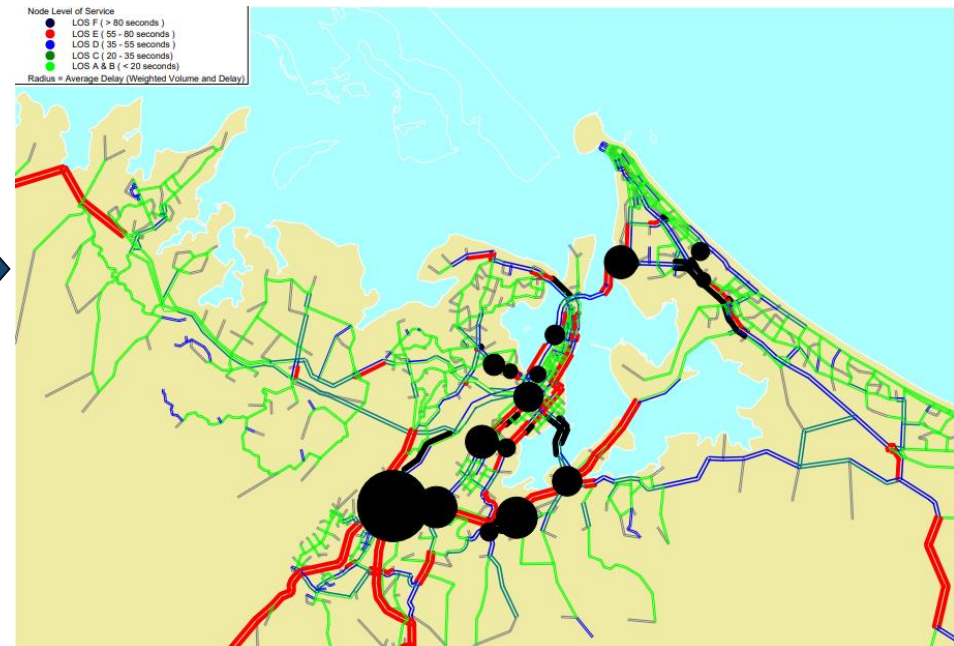 Node Level of Service
LOS F ( > 80 seconds )
LOS E ( 55 - 80 seconds )
LOS D ( 35 - 55 seconds )
LOS C ( 20 - 35 seconds)
LOS A & B ( < 20 seconds)
Radius = Average Delay (Weighted Volume and Delay)